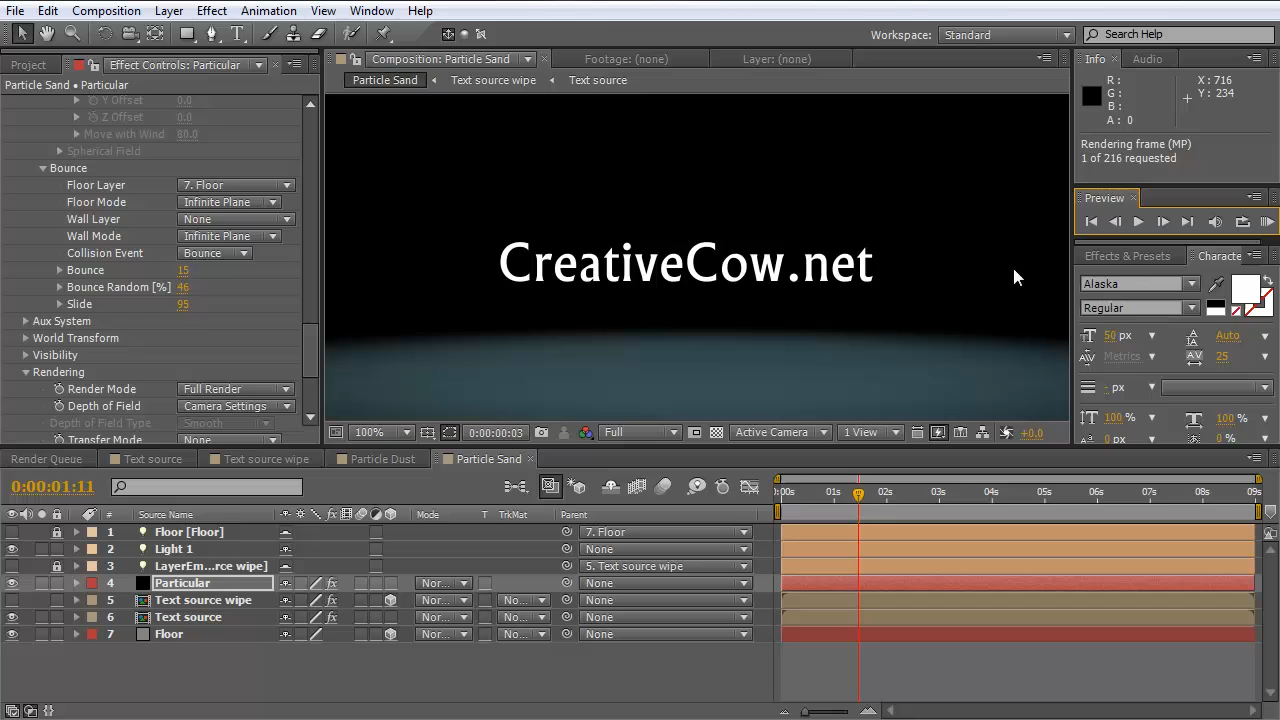 File Edit Composition Layer Effect Animation View Window Help
Workspace: Standard Search Help
Project Effect Controls: Particular
Composition: Particle Sand Footage: (none) Layer: (none)
Info Audio
Particle Sand • Particular
Particle Sand Text source wipe Text source
R:
G:
B:
A: 0
X: 716
Y: 234
Rendering frame (MP)
1 of 216 requested
Preview
Y Offset 0.0
Z Offset 0.0
Move with Wind 80.0
Spherical Field
Bounce
Floor Layer 7. Floor
Floor Mode Infinite Plane
Wall Layer None
Wall Mode Infinite Plane
Collision Event Bounce
Bounce 15
Bounce Random [%] 46
Slide 95
Aux System
World Transform
Visibility
Rendering
Render Mode Full Render
Depth of Field Camera Settings
Depth of Field Type Smooth
Transfer Mode None
CreativeCow.net
Effects & Presets Characte
Alaska
Regular
T 50 px Auto
AV Metrics AV 25
- px
T 100 % T 100 %
0 px 0 %
100% 0:00:00:03 Full Active Camera 1 View +0.0
Render Queue Text source Text source wipe Particle Dust Particle Sand
0:00:01:11
:00s 01s 02s 03s 04s 05s 06s 07s 08s 09s
# Source Name Mode T TrkMat Parent
1 Floor [Floor] 7. Floor
2 Light 1 None
3 LayerEm...rce wipe] 5. Text source wipe
4 Particular fx Nor... None
5 Text source wipe fx Nor... No... None
6 Text source fx Nor... No... None
7 Floor Nor... No... None